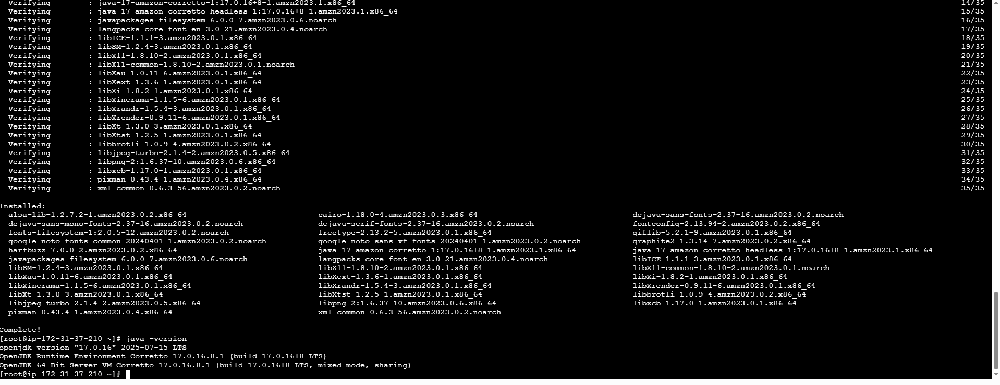 Verifying : java-17-amazon-corretto-1:17.0.16+8-1.amzn2023.1.x86_64 14/35
Verifying : java-17-amazon-corretto-headless-1:17.0.16+8-1.amzn2023.1.x86_64 15/35
Verifying : javapackages-filesystem-6.0.0-7.amzn2023.0.6.noarch 16/35
Verifying : langpacks-core-font-en-3.0-21.amzn2023.0.4.noarch 17/35
Verifying : libICE-1.1.1-3.amzn2023.0.1.x86_64 18/35
Verifying : libSM-1.2.4-3.amzn2023.0.1.x86_64 19/35
Verifying : libX11-1.8.10-2.amzn2023.0.1.x86_64 20/35
Verifying : libX11-common-1.8.10-2.amzn2023.0.1.noarch 21/35
Verifying : libXau-1.0.11-6.amzn2023.0.1.x86_64 22/35
Verifying : libXext-1.3.6-1.amzn2023.0.1.x86_64 23/35
Verifying : libXi-1.8.2-1.amzn2023.0.1.x86_64 24/35
Verifying : libXinerama-1.1.5-6.amzn2023.0.1.x86_64 25/35
Verifying : libXrandr-1.5.4-3.amzn2023.0.1.x86_64 26/35
Verifying : libXrender-0.9.11-6.amzn2023.0.1.x86_64 27/35
Verifying : libXt-1.3.0-3.amzn2023.0.1.x86_64 28/35
Verifying : libXtst-1.2.5-1.amzn2023.0.1.x86_64 29/35
Verifying : libbrotli-1.0.9-4.amzn2023.0.2.x86_64 30/35
Verifying : libjpeg-turbo-2.1.4-2.amzn2023.0.5.x86_64 31/35
Verifying : libpng-2:1.6.37-10.amzn2023.0.6.x86_64 32/35
Verifying : libxcb-1.17.0-1.amzn2023.0.1.x86_64 33/35
Verifying : pixman-0.43.4-1.amzn2023.0.4.x86_64 34/35
Verifying : xml-common-0.6.3-56.amzn2023.0.2.noarch 35/35
Installed:
alsa-lib-1.2.7.2-1.amzn2023.0.2.x86_64 cairo-1.18.0-4.amzn2023.0.3.x86_64 dejavu-sans-fonts-2.37-16.amzn2023.0.2.noarch
dejavu-sans-mono-fonts-2.37-16.amzn2023.0.2.noarch dejavu-serif-fonts-2.37-16.amzn2023.0.2.noarch fontconfig-2.13.94-2.amzn2023.0.2.x86_64
fonts-filesystem-1:2.0.5-12.amzn2023.0.2.noarch freetype-2.13.2-5.amzn2023.0.1.x86_64 giflib-5.2.1-9.amzn2023.0.1.x86_64
google-noto-fonts-common-20240401-1.amzn2023.0.2.noarch google-noto-sans-vf-fonts-20240401-1.amzn2023.0.2.noarch graphite2-1.3.14-7.amzn2023.0.2.x86_64
harfbuzz-7.0.0-2.amzn2023.0.2.x86_64 java-17-amazon-corretto-1:17.0.16+8-1.amzn2023.1.x86_64 java-17-amazon-corretto-headless-1:17.0.16+8-1.amzn2023.1.x86_64
javapackages-filesystem-6.0.0-7.amzn2023.0.6.noarch langpacks-core-font-en-3.0-21.amzn2023.0.4.noarch libICE-1.1.1-3.amzn2023.0.1.x86_64
libSM-1.2.4-3.amzn2023.0.1.x86_64 libX11-1.8.10-2.amzn2023.0.1.x86_64 libX11-common-1.8.10-2.amzn2023.0.1.noarch
libXau-1.0.11-6.amzn2023.0.1.x86_64 libXext-1.3.6-1.amzn2023.0.1.x86_64 libXi-1.8.2-1.amzn2023.0.1.x86_64
libXinerama-1.1.5-6.amzn2023.0.1.x86_64 libXrandr-1.5.4-3.amzn2023.0.1.x86_64 libXrender-0.9.11-6.amzn2023.0.1.x86_64
libXt-1.3.0-3.amzn2023.0.1.x86_64 libXtst-1.2.5-1.amzn2023.0.1.x86_64 libbrotli-1.0.9-4.amzn2023.0.2.x86_64
libjpeg-turbo-2.1.4-2.amzn2023.0.5.x86_64 libpng-2:1.6.37-10.amzn2023.0.6.x86_64 libxcb-1.17.0-1.amzn2023.0.1.x86_64
pixman-0.43.4-1.amzn2023.0.4.x86_64 xml-common-0.6.3-56.amzn2023.0.2.noarch
Complete!
[root@ip-172-31-37-210 ~]# java -version
openjdk version "17.0.16" 2025-07-15 LTS
OpenJDK Runtime Environment Corretto-17.0.16.8.1 (build 17.0.16+8-LTS)
OpenJDK 64-Bit Server VM Corretto-17.0.16.8.1 (build 17.0.16+8-LTS, mixed mode, sharing)
[root@ip-172-31-37-210 ~]#